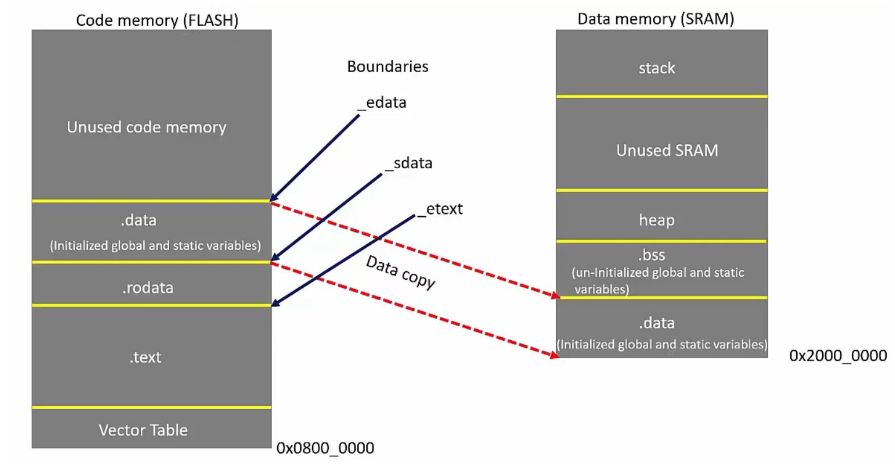 Code memory (FLASH)
Unused code memory
.data
(Initialized global and static variables)
.rodata
.text
Vector Table
0x0800_0000
Boundaries
_edata
_sdata
_etext
Data copy
Data memory (SRAM)
stack
Unused SRAM
heap
.bss
(un-Initialized global and static
variables)
.data
(Initialized global and static variables)
0x2000_0000